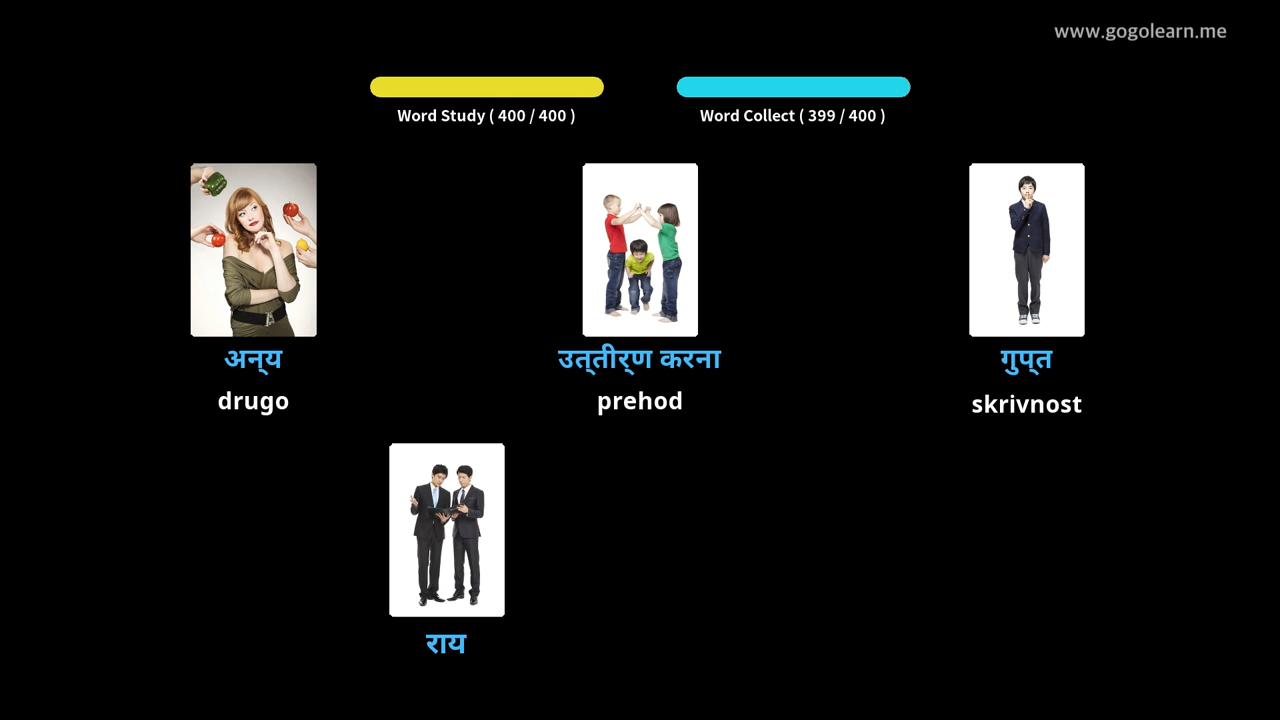 www.gogolearn.me
Word Study ( 400 / 400 )
Word Collect ( 399 / 400 )
अन्‌य
उत्‌तीर्‌ण करना
गुप्‌त
drugo
prehod
skrivnost
राय